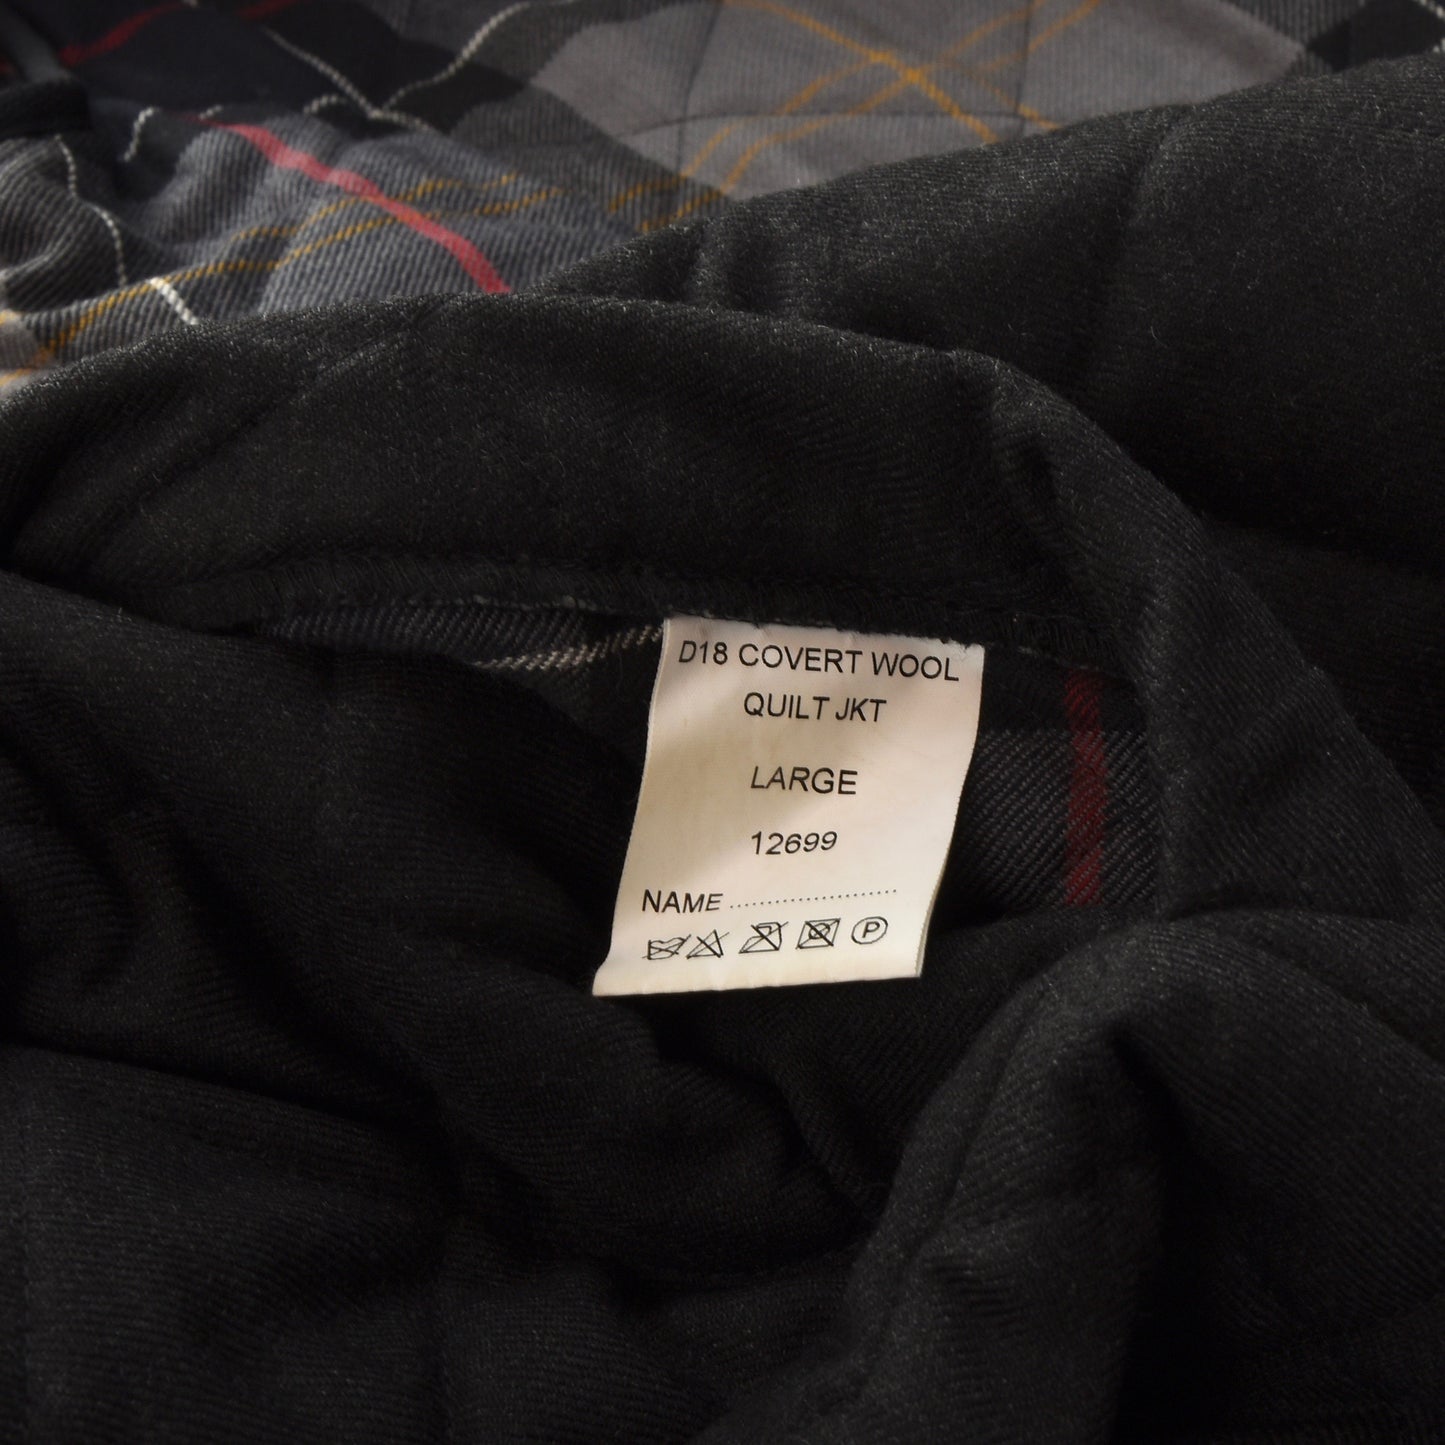 D18 COVERT WOOL
QUILT JKT
LARGE
12699
NAME ......................
P